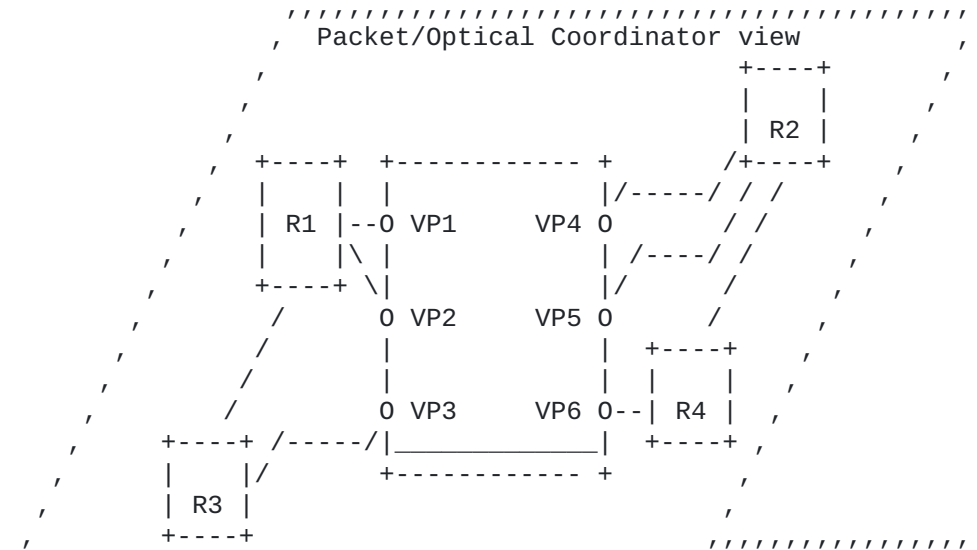 Packet/Optical Coordinator view
R2
R1 VP1 VP4
VP2 VP5
VP3 VP6 R4
R3